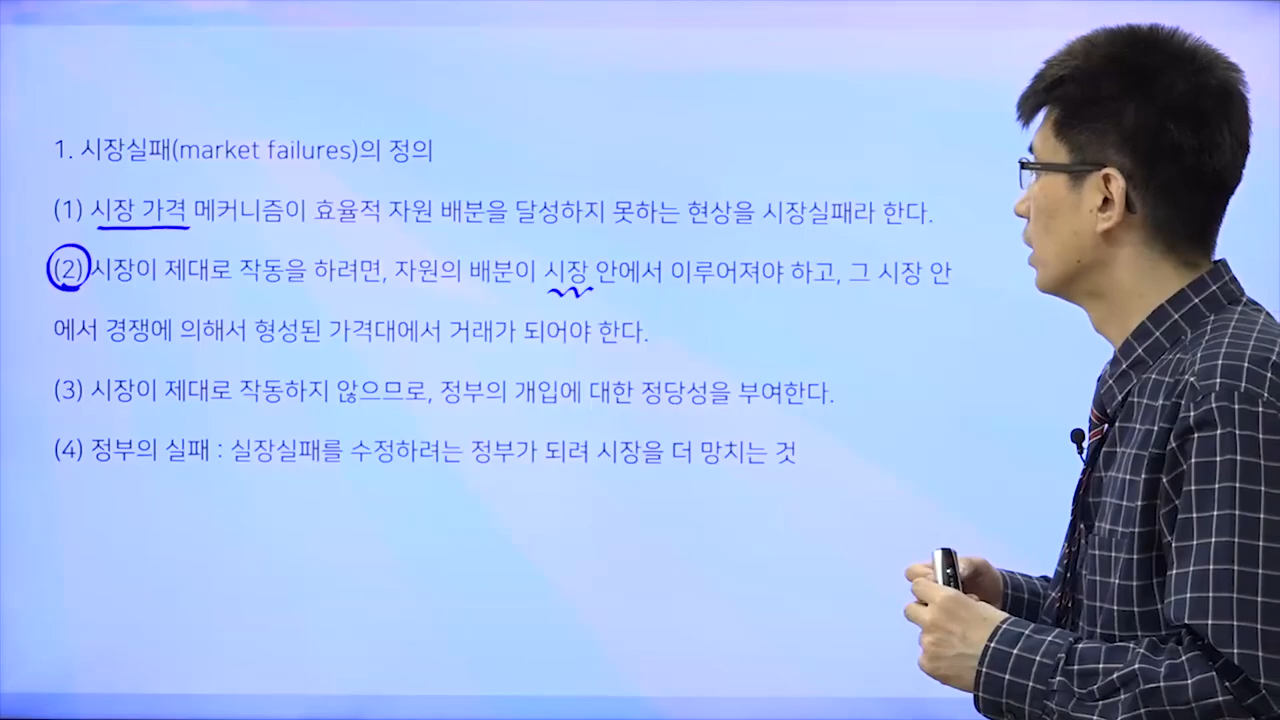 1. 시장실패(market failures)의 정의
(1) 시장 가격 메커니즘이 효율적 자원 배분을 달성하지 못하는 현상을 시장실패라 한다.
(2) 시장이 제대로 작동을 하려면, 자원의 배분이 시장 안에서 이루어져야 하고, 그 시장 안
에서 경쟁에 의해서 형성된 가격대에서 거래가 되어야 한다.
(3) 시장이 제대로 작동하지 않으므로, 정부의 개입에 대한 정당성을 부여한다.
(4) 정부의 실패 : 실장실패를 수정하려는 정부가 되려 시장을 더 망치는 것